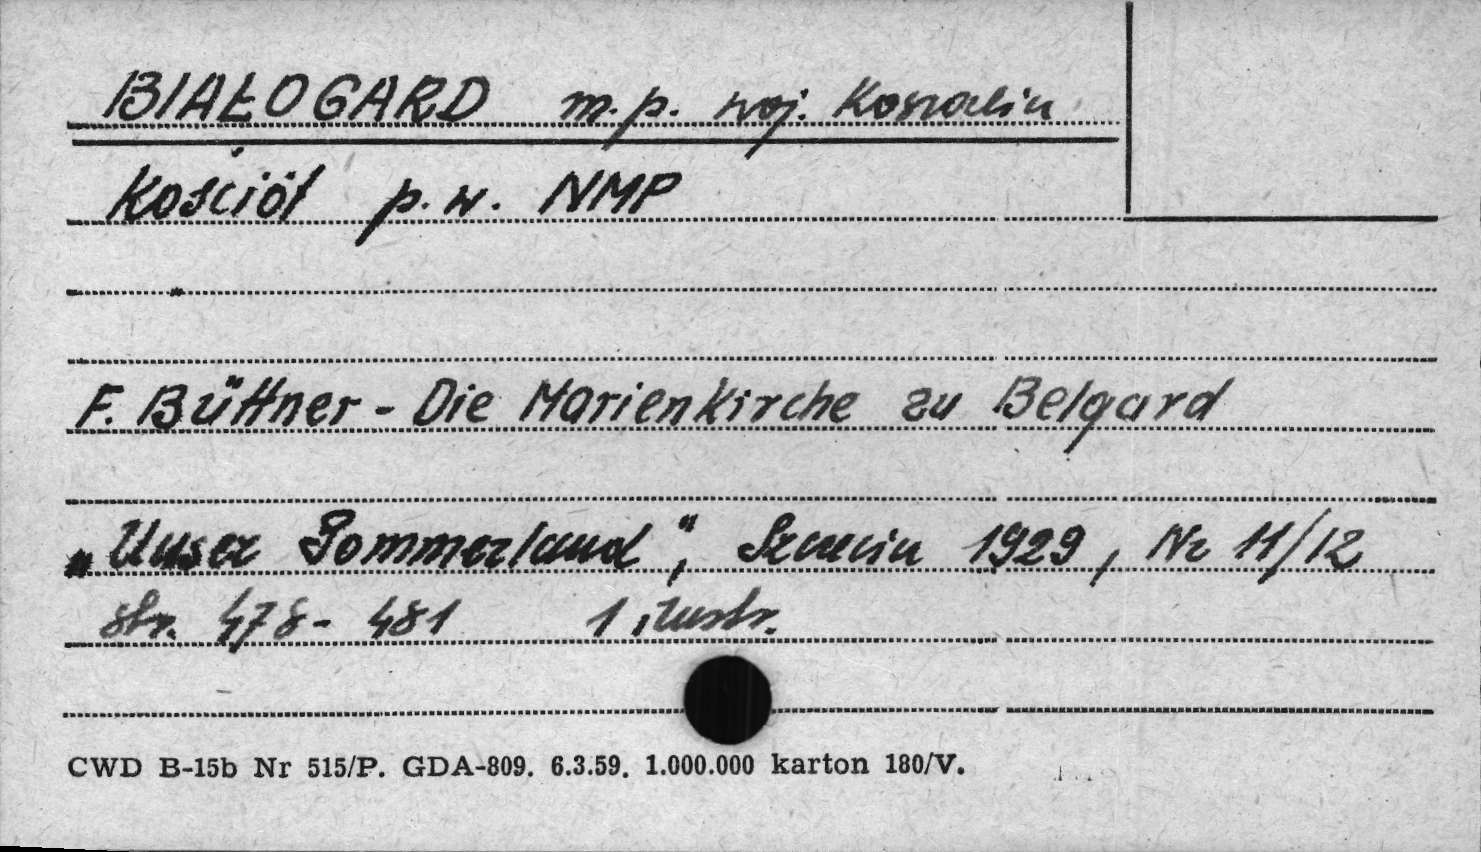 BIAŁOGARD m.p. woj. Koszalin
Kościół p.w. NMP
F. Büttner - Die Marienkirche zu Belgard
"Unser Pommerland", Szczecin 1929, Nr 11/12
str. 478-481 1 ilustr.
CWD B-15b Nr 515/P. GDA-809. 6.3.59. 1.000.000 karton 180/V.